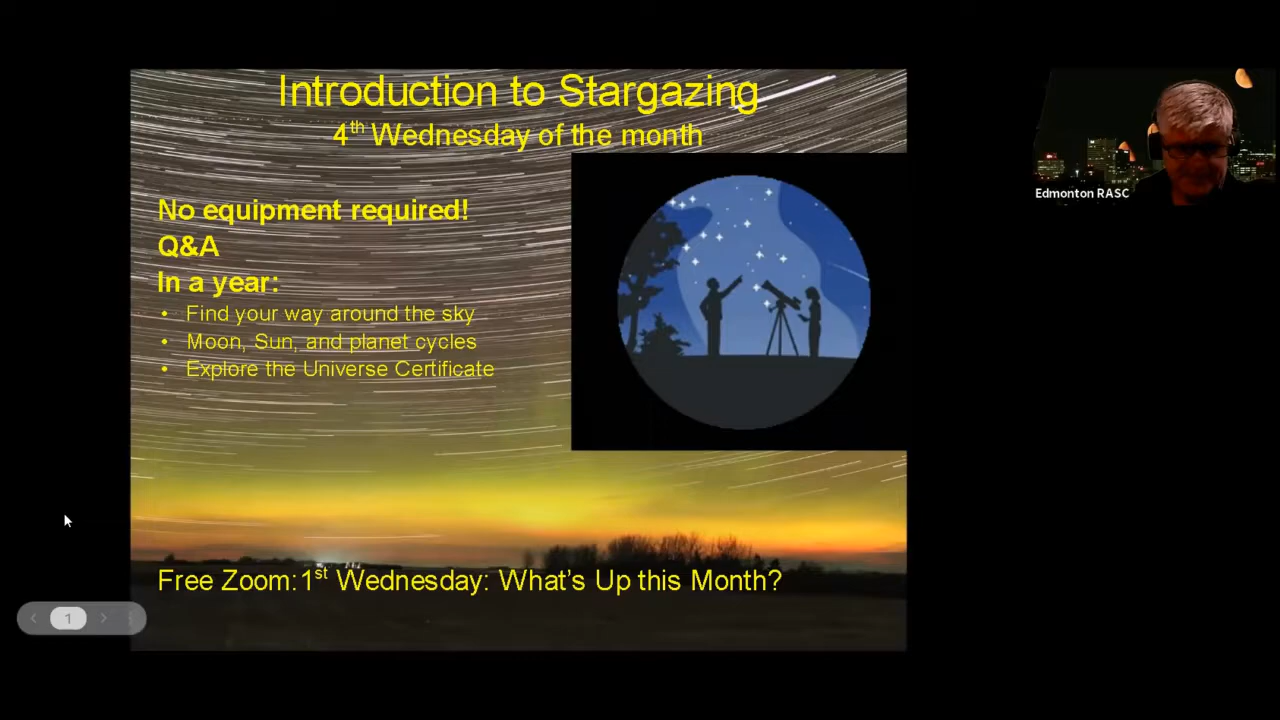 Introduction to Stargazing
4th Wednesday of the month
No equipment required!
Q&A
In a year:
• Find your way around the sky
• Moon, Sun, and planet cycles
• Explore the Universe Certificate
Free Zoom:1st Wednesday: What's Up this Month?
1
Edmonton RASC